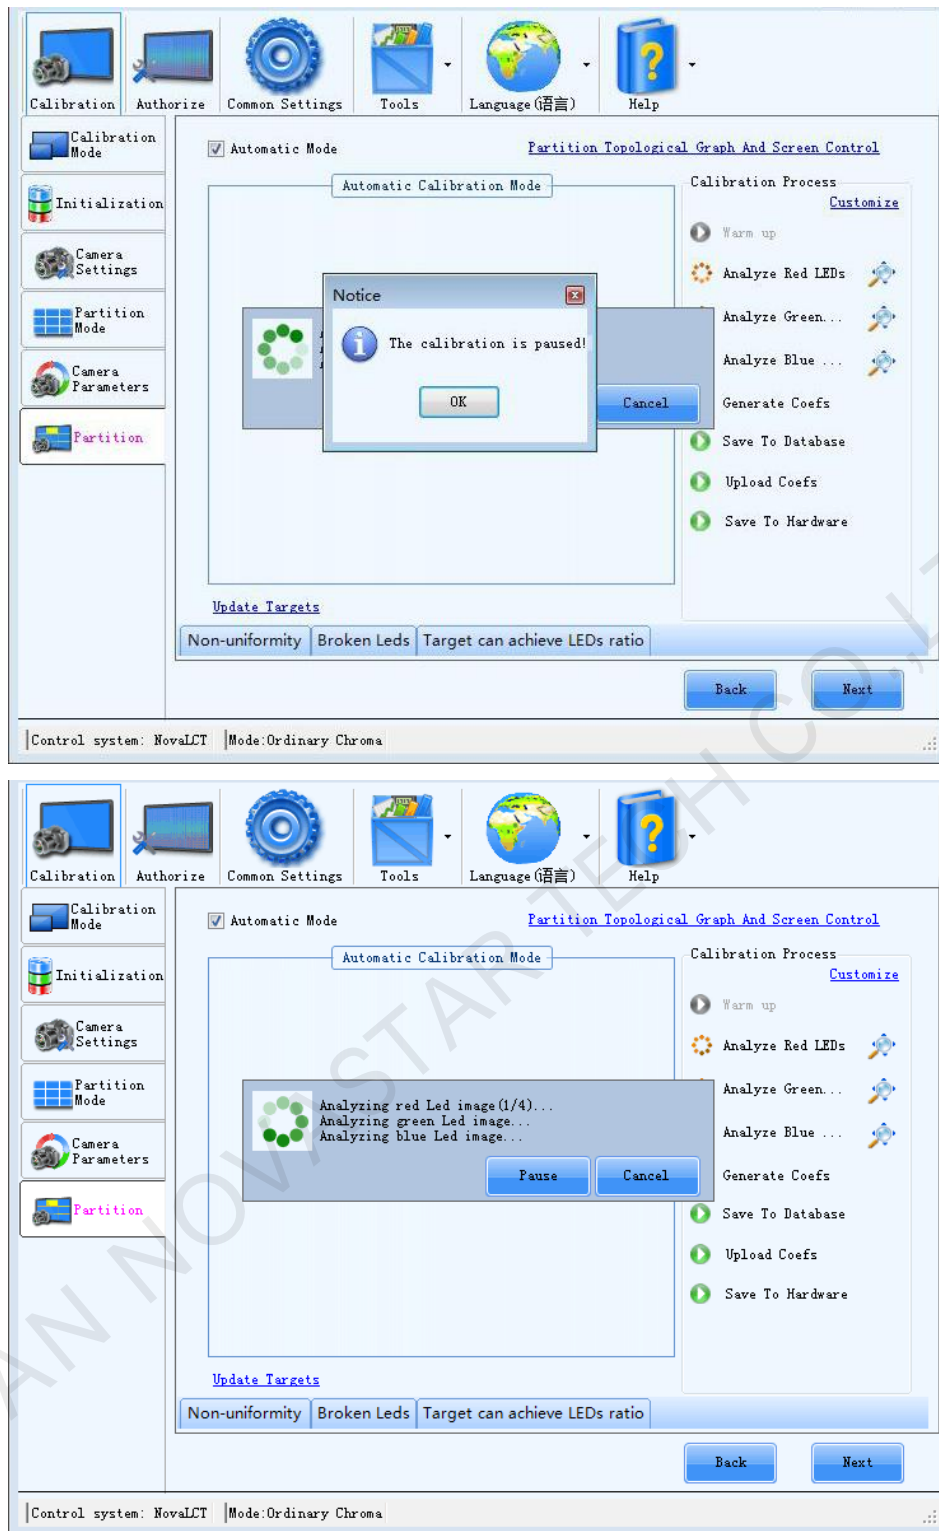 Calibration
Authorize
Common Settings
Tools
Language(语言)
Help
Calibration
Mode
Initialization
Camera
Settings
Partition
Mode
Camera
Parameters
Partition
Automatic Mode
Partition Topological Graph And Screen Control
Automatic Calibration Mode
Calibration Process
Customize
Warm up
Analyze Red LEDs
Analyze Green...
Analyze Blue ...
Generate Coefs
Save To Database
Upload Coefs
Save To Hardware
Notice
The calibration is paused!
OK
Cancel
Update Targets
Non-uniformity
Broken Leds
Target can achieve LEDs ratio
Back
Next
Control system: NovaLCT
Mode:Ordinary Chroma
Calibration
Authorize
Common Settings
Tools
Language(语言)
Help
Calibration
Mode
Initialization
Camera
Settings
Partition
Mode
Camera
Parameters
Partition
Automatic Mode
Partition Topological Graph And Screen Control
Automatic Calibration Mode
Calibration Process
Customize
Warm up
Analyze Red LEDs
Analyze Green...
Analyze Blue ...
Generate Coefs
Save To Database
Upload Coefs
Save To Hardware
Analyzing red Led image(1/4)...
Analyzing green Led image...
Analyzing blue Led image...
Pause
Cancel
Update Targets
Non-uniformity
Broken Leds
Target can achieve LEDs ratio
Back
Next
Control system: NovaLCT
Mode:Ordinary Chroma
AN NOVASTAR TECH CO.,LT